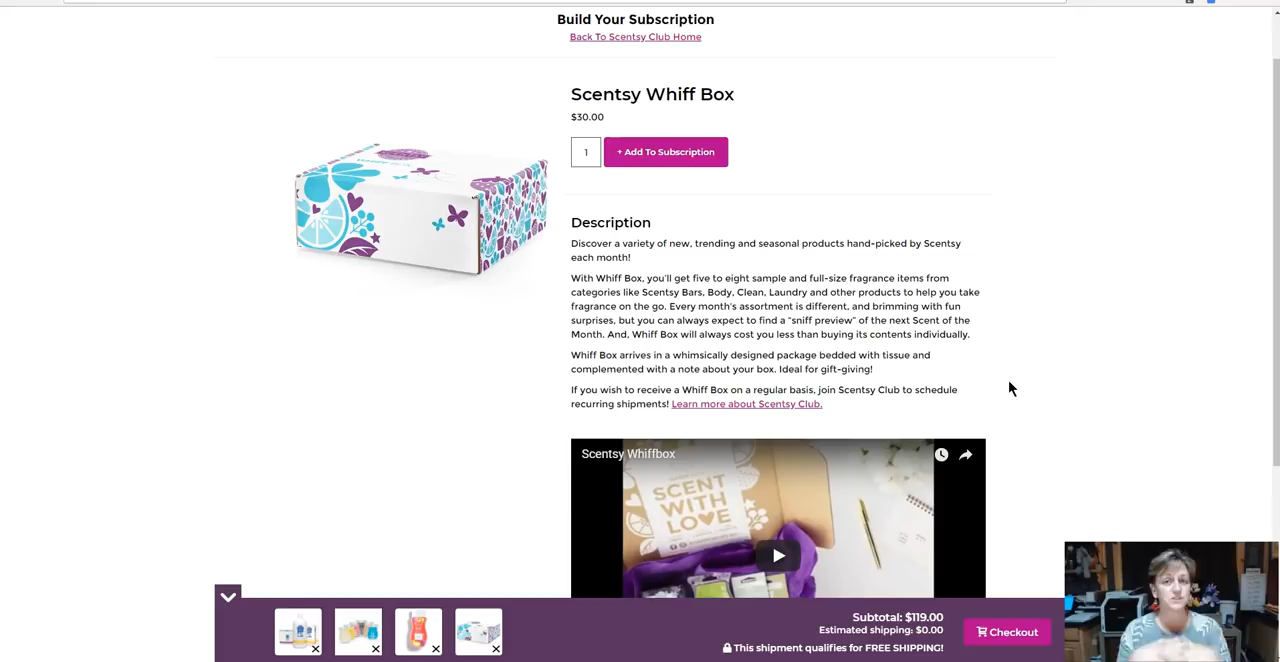 Build Your Subscription
Back To Scentsy Club Home
Scentsy Whiff Box
$30.00
1
+ Add To Subscription
Description
Discover a variety of new, trending and seasonal products hand-picked by Scentsy
each month!
With Whiff Box, you'll get five to eight sample and full-size fragrance items from
categories like Scentsy Bars, Body, Clean, Laundry and other products to help you take
fragrance on the go. Every month's assortment is different, and brimming with fun
surprises, but you can always expect to find a "sniff preview" of the next Scent of the
Month. And, Whiff Box will always cost you less than buying its contents individually.
Whiff Box arrives in a whimsically designed package bedded with tissue and
complemented with a note about your box. Ideal for gift-giving!
If you wish to receive a Whiff Box on a regular basis, join Scentsy Club to schedule
recurring shipments! Learn more about Scentsy Club.
Scentsy Whiffbox
SCENT
WITH
LOVE
Subtotal: $119.00
Estimated shipping: $0.00
This shipment qualifies for FREE SHIPPING!
Checkout